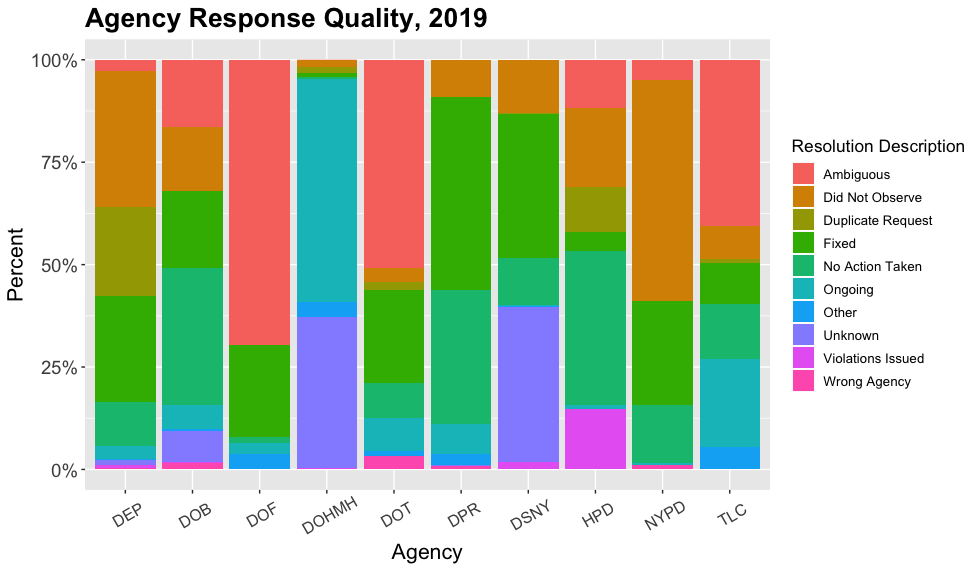 Agency Response Quality, 2019
Percent
100%
75%
50%
25%
0%
DEP
DOB
DOF
DOHMH
DOT
DPR
DSNY
HPD
NYPD
TLC
Agency
Resolution Description
Ambiguous
Did Not Observe
Duplicate Request
Fixed
No Action Taken
Ongoing
Other
Unknown
Violations Issued
Wrong Agency